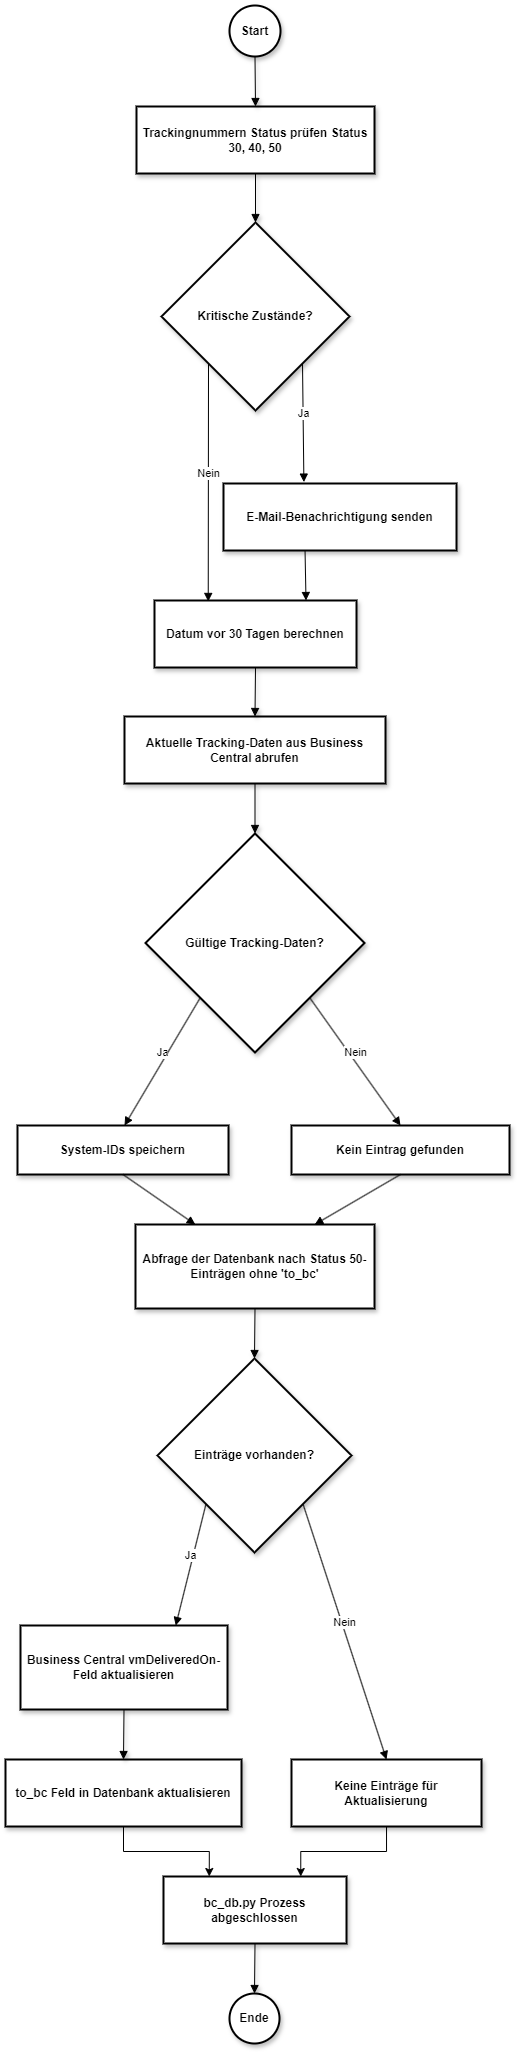 Start
Trackingnummern Status prüfen Status
30, 40, 50
Kritische Zustände?
Ja
Nein
E-Mail-Benachrichtigung senden
Datum vor 30 Tagen berechnen
Aktuelle Tracking-Daten aus Business
Central abrufen
Gültige Tracking-Daten?
Ja
Nein
System-IDs speichern
Kein Eintrag gefunden
Abfrage der Datenbank nach Status 50-
Einträgen ohne 'to_bc'
Einträge vorhanden?
Ja
Nein
Business Central vmDeliveredOn-
Feld aktualisieren
to_bc Feld in Datenbank aktualisieren
Keine Einträge für
Aktualisierung
bc_db.py Prozess
abgeschlossen
Ende